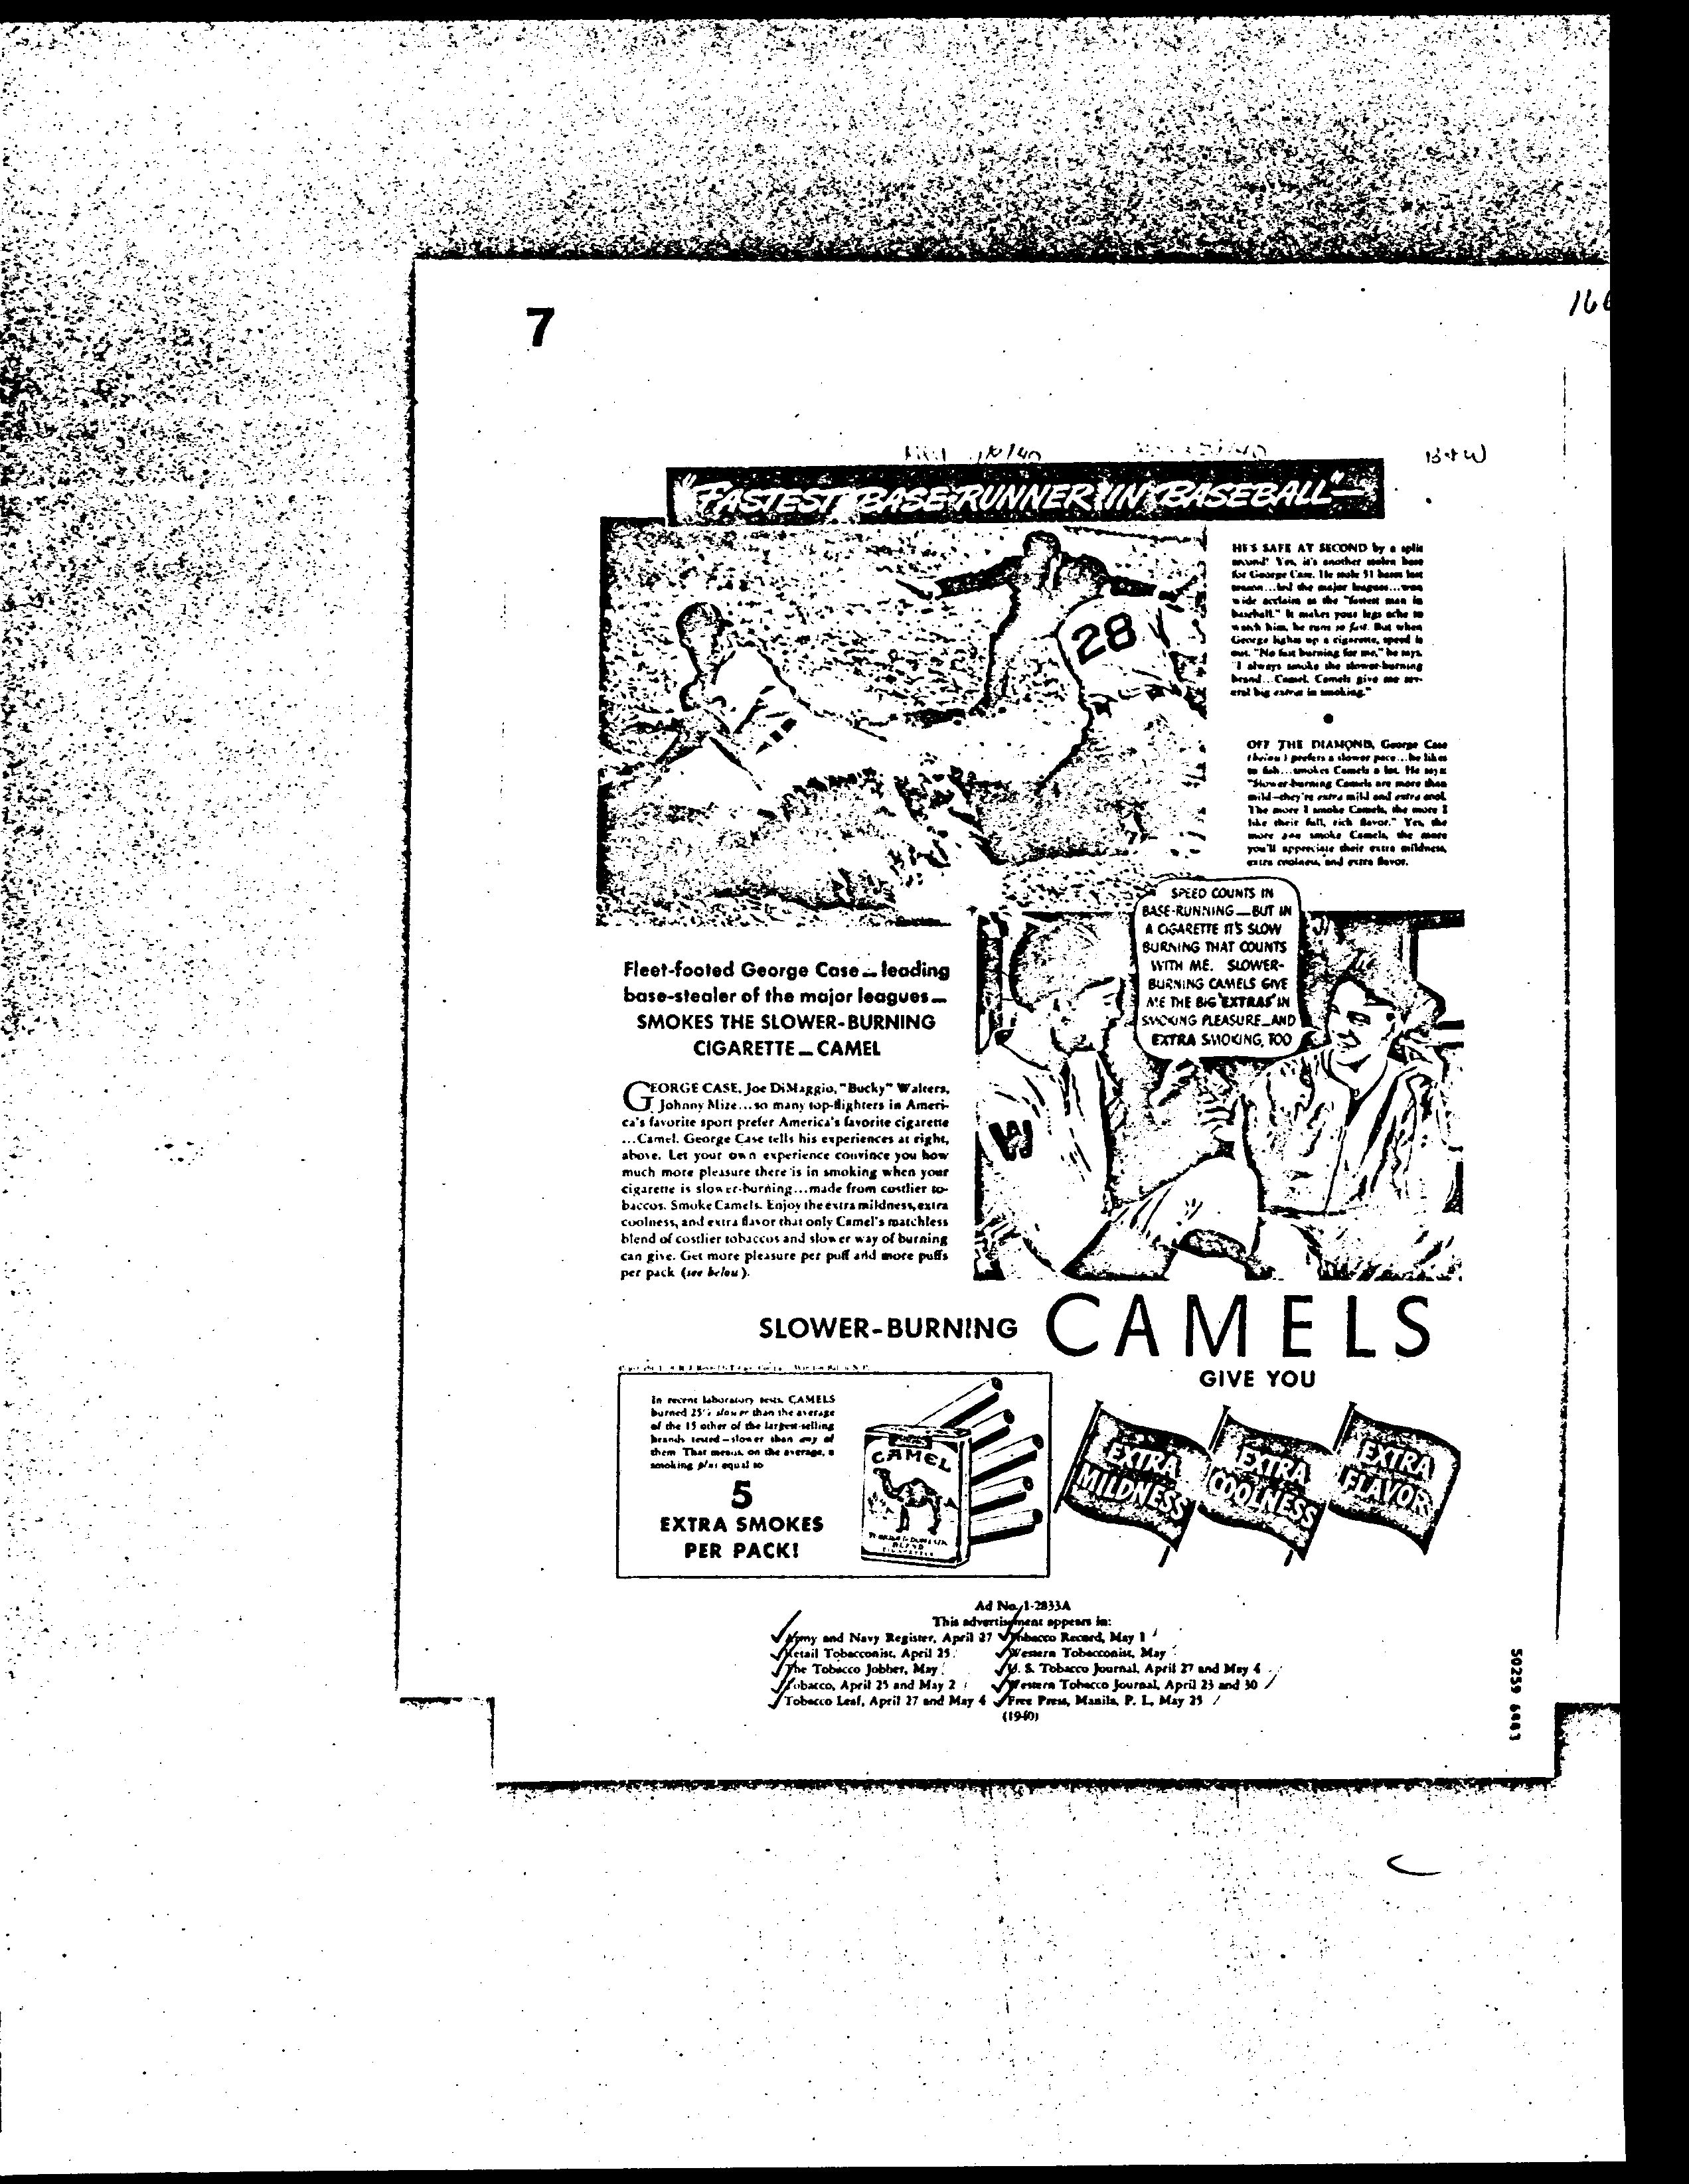 7
B+W
"FASTEST BASE-RUNNER IN BASEBALL"—
28
HE'S SAFE AT SECOND by a split
second! Yes, it's another stolen base
for George Case. He stole 51 bases last
season...led the major leagues...won
wide acclaim as the "fastest man in
baseball." It makes your legs ache to
watch him, he runs so fast. But when
George lights up a cigarette, speed is
out. "No fast burning for me," he says.
"I always smoke the slower-burning
brand...Camel. Camels give me sev-
eral big extras in smoking."
OFF THE DIAMOND, George Case
(below) prefers a slower pace...he likes
to fish...smokes Camels a lot. He says:
"Slower-burning Camels are more than
mild—they're extra mild and extra cool.
The more I smoke Camels, the more I
like their full, rich flavor." Yes, the
more you smoke Camels, the more
you'll appreciate their extra mildness,
extra coolness, and extra flavor.
SPEED COUNTS IN
BASE-RUNNING—BUT IN
A CIGARETTE IT'S SLOW
BURNING THAT COUNTS
WITH ME. SLOWER-
BURNING CAMELS GIVE
ME THE BIG 'EXTRAS' IN
SMOKING PLEASURE—AND
EXTRA SMOKING, TOO
W
Fleet-footed George Case—leading
base-stealer of the major leagues—
SMOKES THE SLOWER-BURNING
CIGARETTE—CAMEL
GEORGE CASE, Joe DiMaggio, "Bucky" Walters,
Johnny Mize...so many top-flighters in Ameri-
ca's favorite sport prefer America's favorite cigarette
...Camel. George Case tells his experiences at right,
above. Let your own experience convince you how
much more pleasure there is in smoking when your
cigarette is slower-burning...made from costlier to-
baccos. Smoke Camels. Enjoy the extra mildness, extra
coolness, and extra flavor that only Camel's matchless
blend of costlier tobaccos and slower way of burning
can give. Get more pleasure per puff and more puffs
per pack (see below).
SLOWER-BURNING CAMELS
GIVE YOU
EXTRA MILDNESS
EXTRA COOLNESS
EXTRA FLAVOR
In recent laboratory tests, CAMELS
burned 25% slower than the average
of the 15 other of the largest-selling
brands tested—slower than any of
them. That means, on the average, a
smoking plus equal to
5
EXTRA SMOKES
PER PACK!
CAMEL
TURKISH & DOMESTIC
BLEND
CIGARETTES
Ad No. 1-2833A
This advertisement appears in:
Army and Navy Register, April 27 Tobacco Record, May 1
Retail Tobacconist, April 25 Western Tobacconist, May
The Tobacco Jobber, May U. S. Tobacco Journal, April 27 and May 4
Tobacco, April 25 and May 2 Western Tobacco Journal, April 23 and 30
Tobacco Leaf, April 27 and May 4 Free Press, Manila, P. I., May 25
(1940)